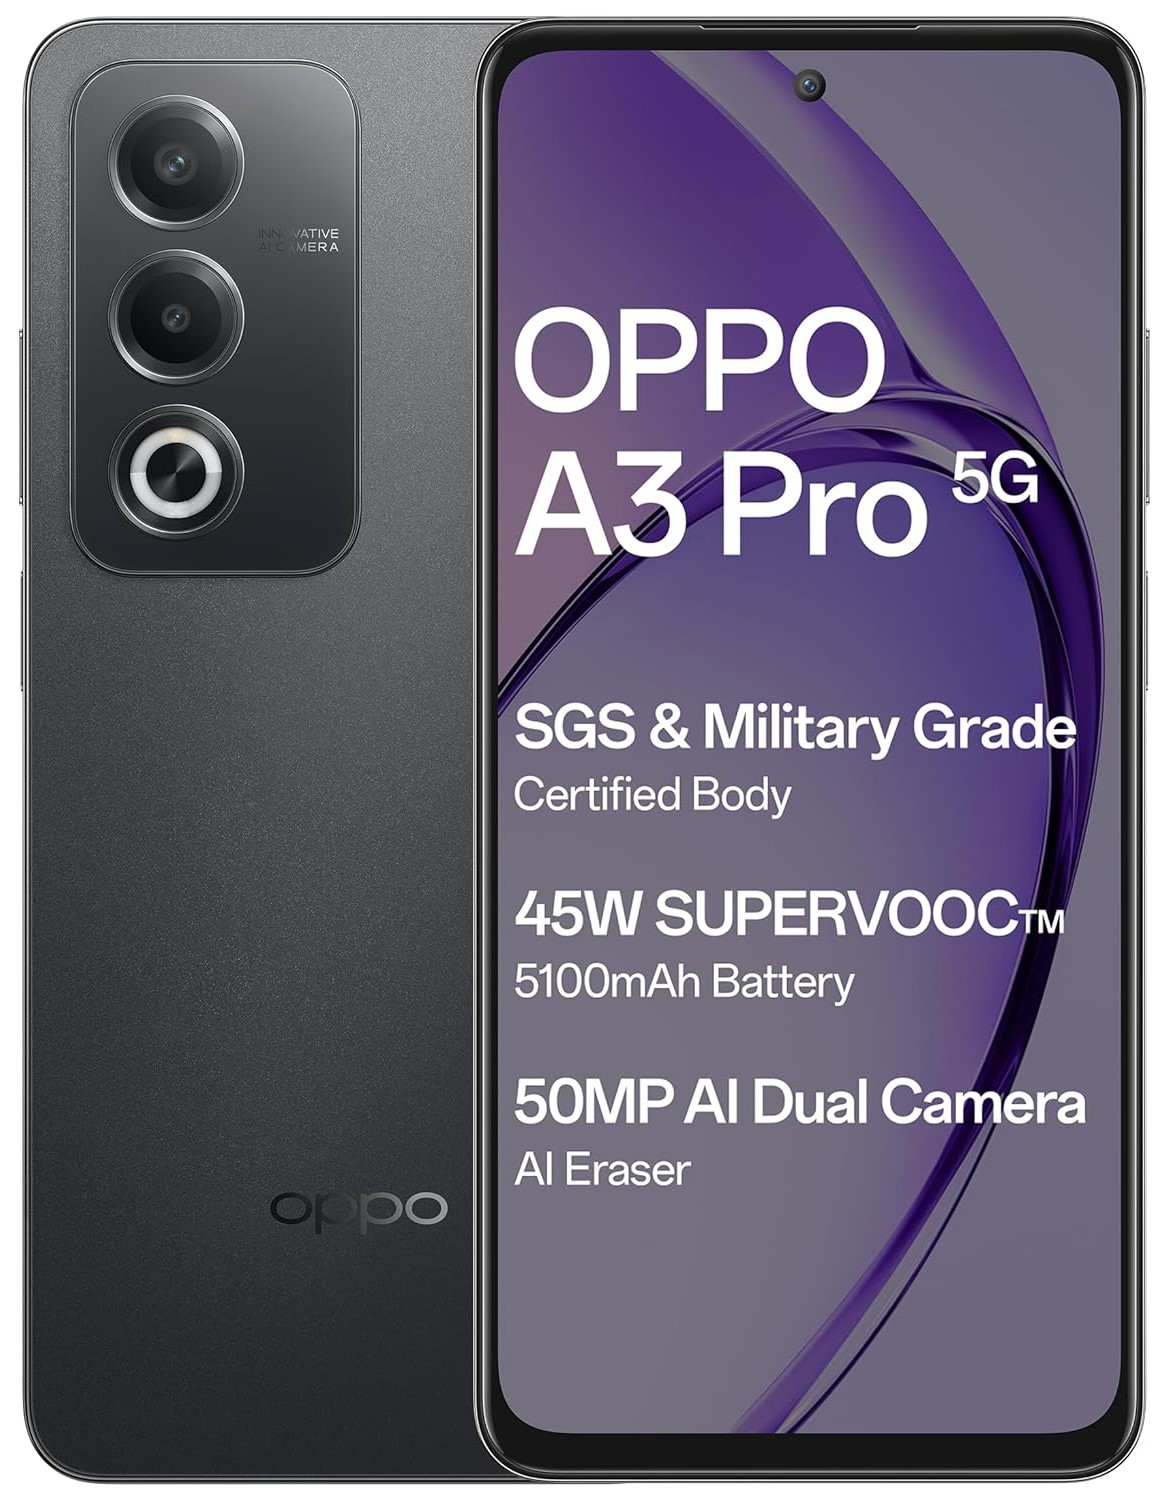 INNOVATIVE
AI CAMERA
oppo
OPPO
A3 Pro 5G
SGS & Military Grade
Certified Body
45W SUPERVOOC™
5100mAh Battery
50MP AI Dual Camera
AI Eraser